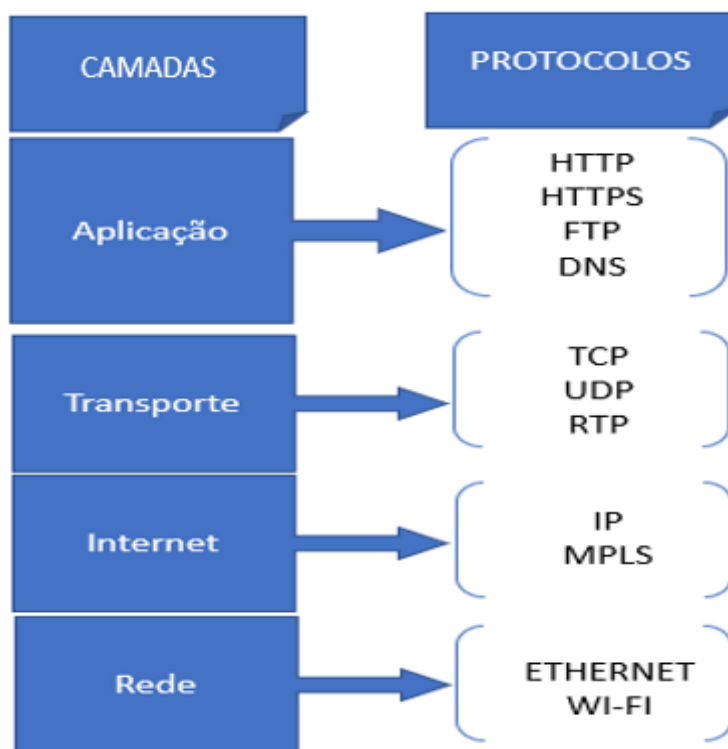 CAMADAS
PROTOCOLOS
Aplicação
HTTP
HTTPS
FTP
DNS
Transporte
TCP
UDP
RTP
Internet
IP
MPLS
Rede
ETHERNET
WI-FI